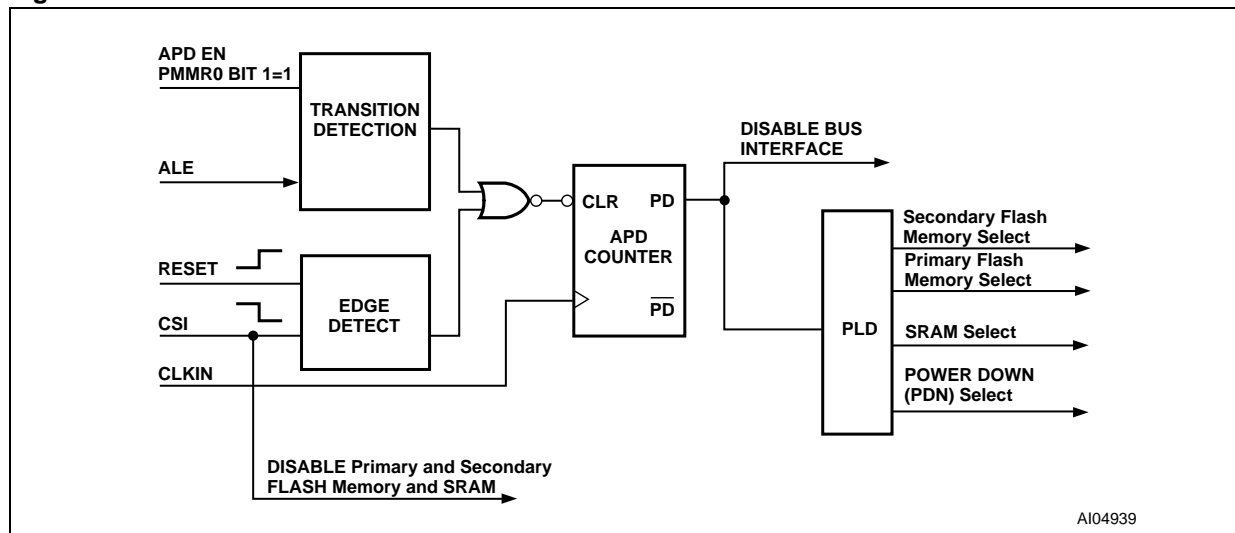 APD EN
PMMR0 BIT 1=1
TRANSITION
DETECTION
ALE
RESET
CSI
EDGE
DETECT
CLKIN
CLR
PD
APD
COUNTER
PD
DISABLE BUS
INTERFACE
PLD
Secondary Flash
Memory Select
Primary Flash
Memory Select
SRAM Select
POWER DOWN
(PDN) Select
DISABLE Primary and Secondary
FLASH Memory and SRAM
AI04939